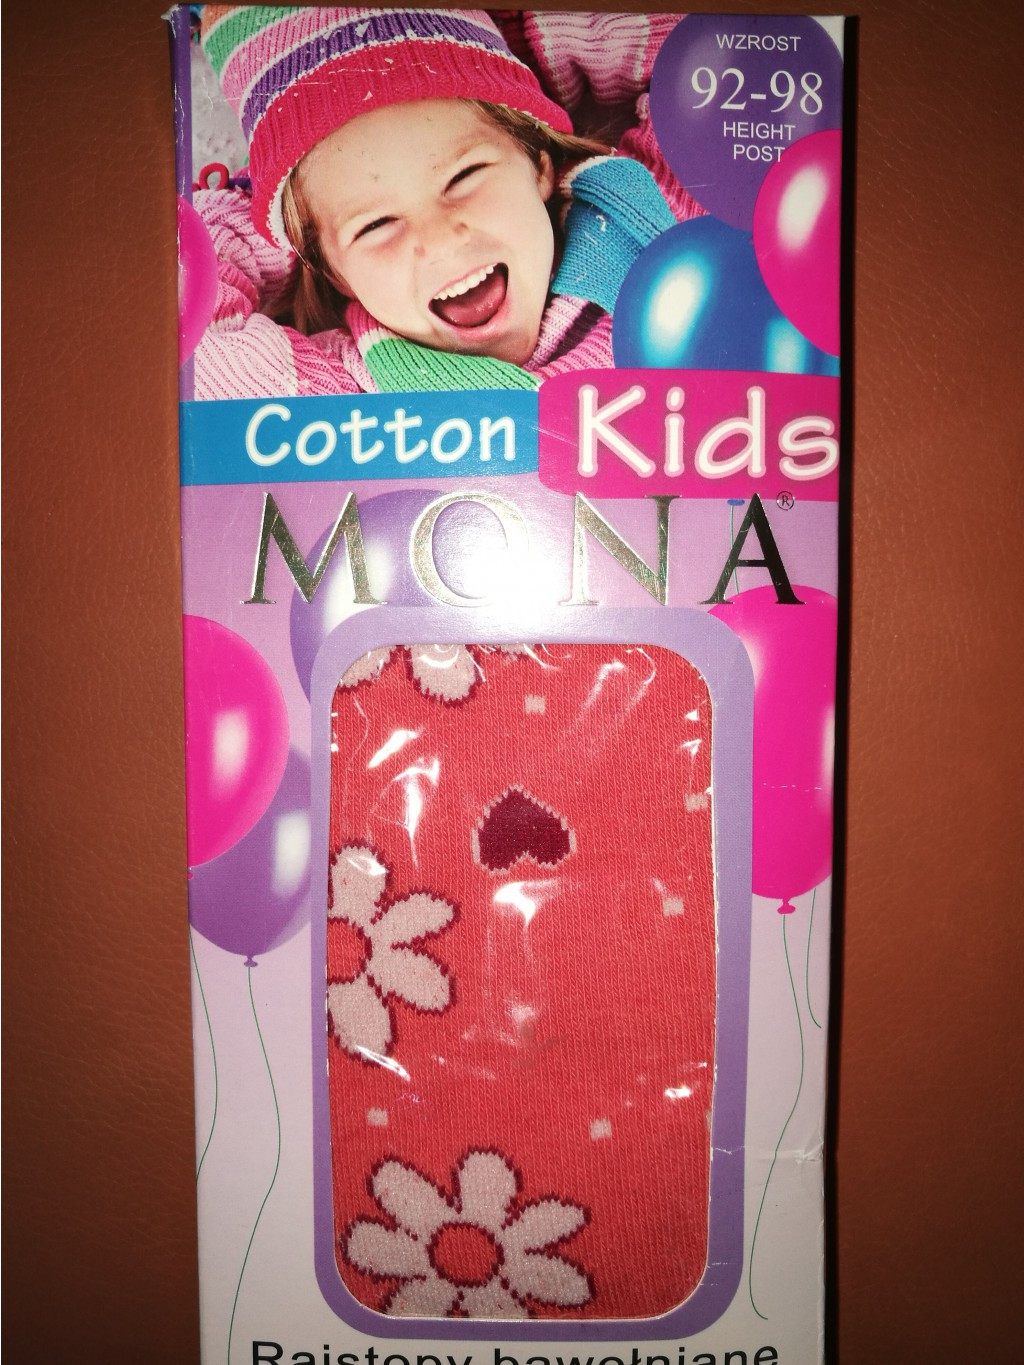 WZROST
92-98
HEIGHT
POST
Cotton Kids
MONA®
Rajstopy bawełniane